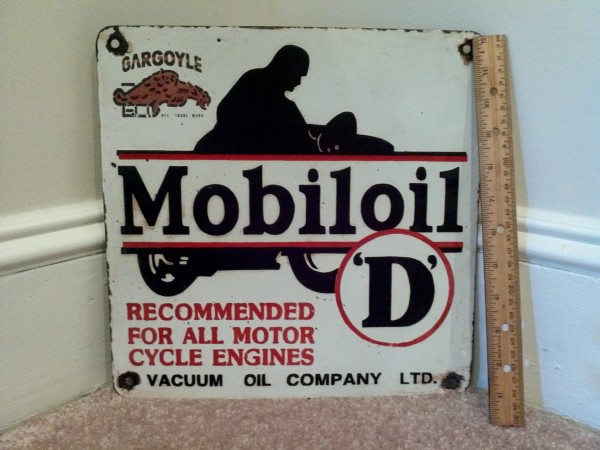 GARGOYLE
Mobiloil
'D'
RECOMMENDED
FOR ALL MOTOR
CYCLE ENGINES
VACUUM OIL COMPANY LTD.